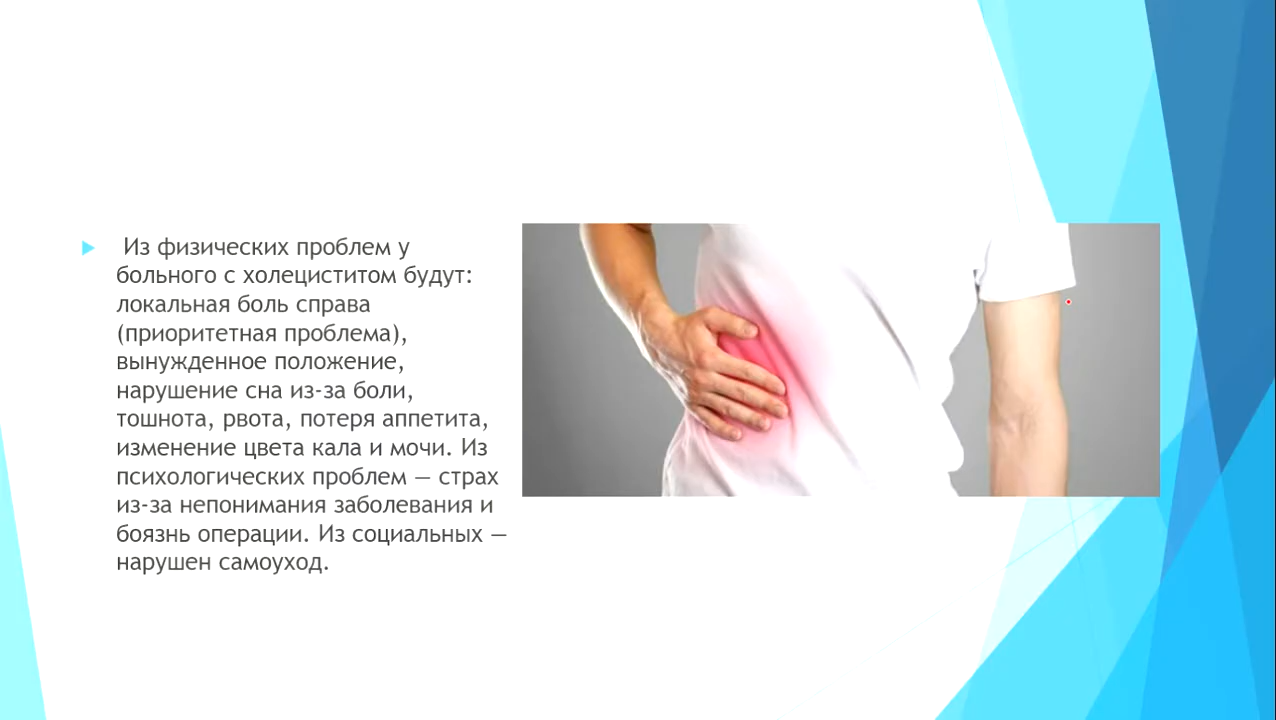 Из физических проблем у
больного с холециститом будут:
локальная боль справа
(приоритетная проблема),
вынужденное положение,
нарушение сна из-за боли,
тошнота, рвота, потеря аппетита,
изменение цвета кала и мочи. Из
психологических проблем — страх
из-за непонимания заболевания и
боязнь операции. Из социальных —
нарушен самоуход.